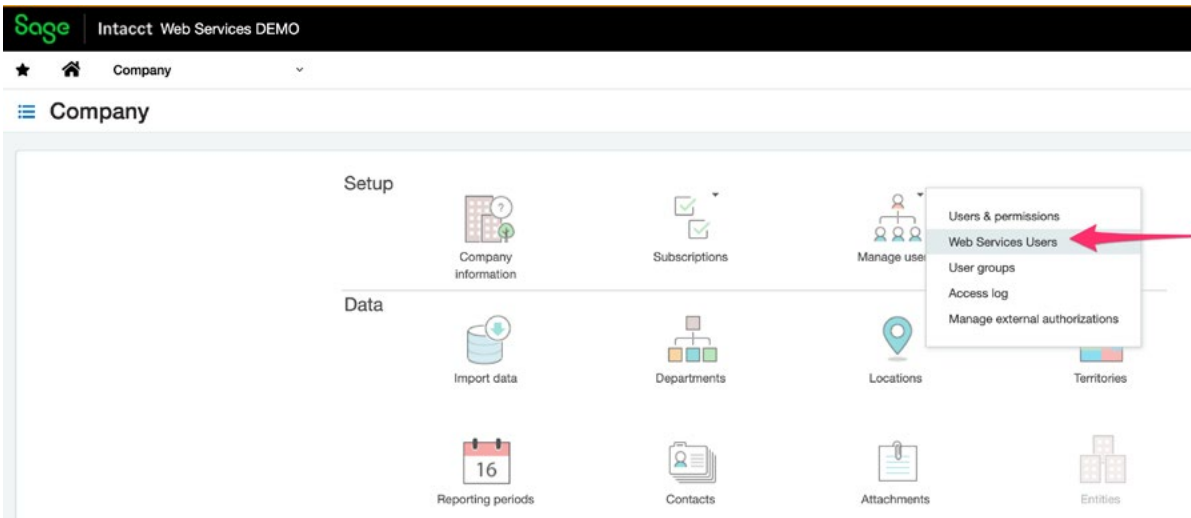 Sage Intacct Web Services DEMO
Company
Company
Setup
Company
information
Subscriptions
Manage user
Users & permissions
Web Services Users
User groups
Access log
Manage external authorizations
Data
Import data
Departments
Locations
Territories
16
Reporting periods
Contacts
Attachments
Entities